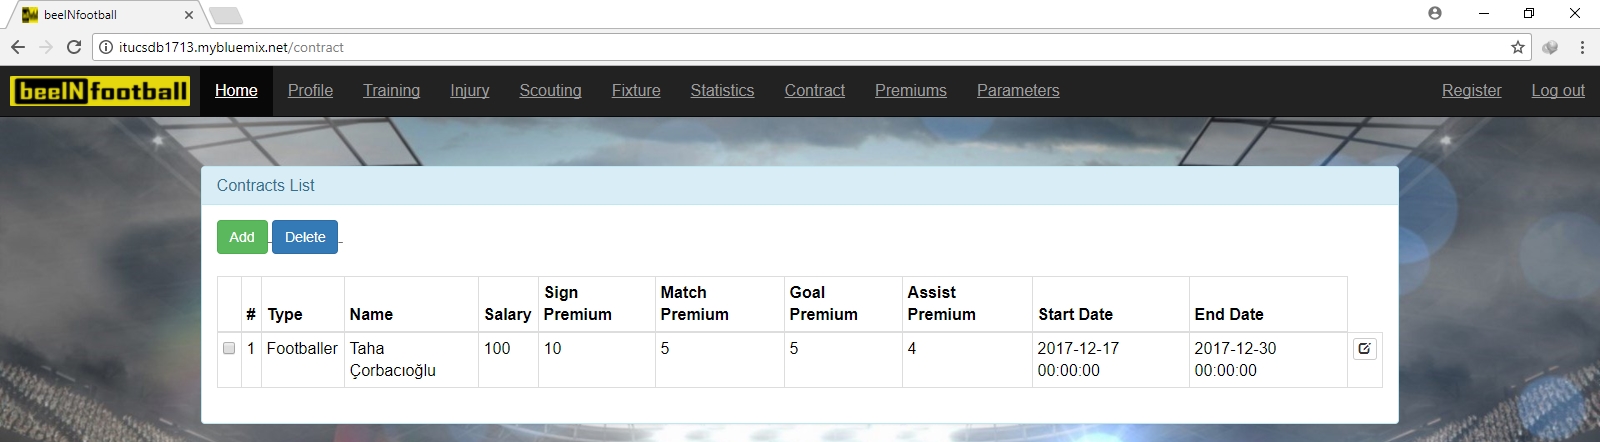 beeINfootball
itucsdb1713.mybluemix.net/contract
beeINfootball Home Profile Training Injury Scouting Fixture Statistics Contract Premiums Parameters Register Log out
Contracts List
Add Delete
# Type Name Salary Sign Premium Match Premium Goal Premium Assist Premium Start Date End Date
1 Footballer Taha Çorbacıoğlu 100 10 5 5 4 2017-12-17 00:00:00 2017-12-30 00:00:00